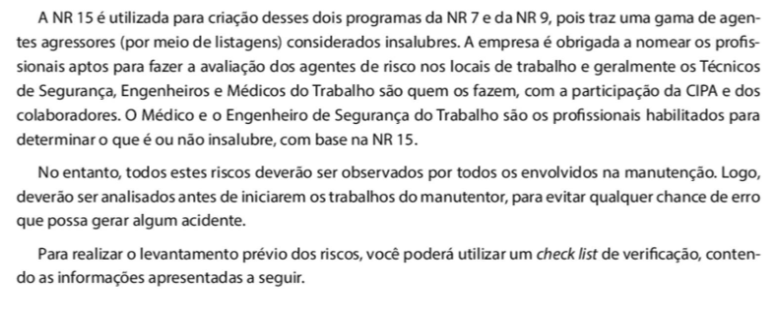 A NR 15 é utilizada para criação desses dois programas da NR 7 e da NR 9, pois traz uma gama de agen-
tes agressores (por meio de listagens) considerados insalubres. A empresa é obrigada a nomear os profis-
sionais aptos para fazer a avaliação dos agentes de risco nos locais de trabalho e geralmente os Técnicos
de Segurança, Engenheiros e Médicos do Trabalho são quem os fazem, com a participação da CIPA e dos
colaboradores. O Médico e o Engenheiro de Segurança do Trabalho são os profissionais habilitados para
determinar o que é ou não insalubre, com base na NR 15.
No entanto, todos estes riscos deverão ser observados por todos os envolvidos na manutenção. Logo,
deverão ser analisados antes de iniciarem os trabalhos do manutentor, para evitar qualquer chance de erro
que possa gerar algum acidente.
Para realizar o levantamento prévio dos riscos, você poderá utilizar um check list de verificação, conten-
do as informações apresentadas a seguir.